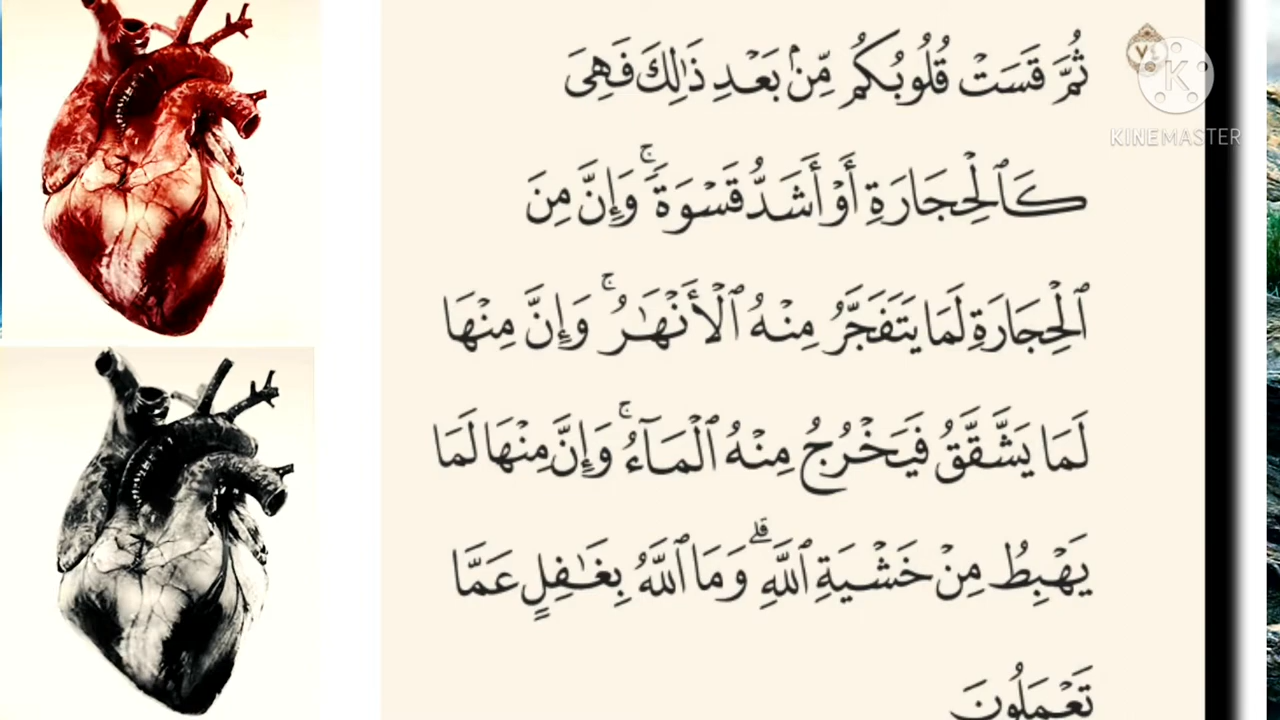 ثُمَّ قَسَتْ قُلُوبُكُم مِّنۢ بَعْدِ ذَٰلِكَ فَهِىَ
كَٱلْحِجَارَةِ أَوْ أَشَدُّ قَسْوَةً ۚ وَإِنَّ مِنَ
ٱلْحِجَارَةِ لَمَا يَتَفَجَّرُ مِنْهُ ٱلْأَنْهَـٰرُ ۚ وَإِنَّ مِنْهَا
لَمَا يَشَّقَّقُ فَيَخْرُجُ مِنْهُ ٱلْمَآءُ ۚ وَإِنَّ مِنْهَا لَمَا
يَهْبِطُ مِنْ خَشْيَةِ ٱللَّهِ ۗ وَمَا ٱللَّهُ بِغَـٰفِلٍ عَمَّا
تَعْمَلُونَ
K
KINEMASTER